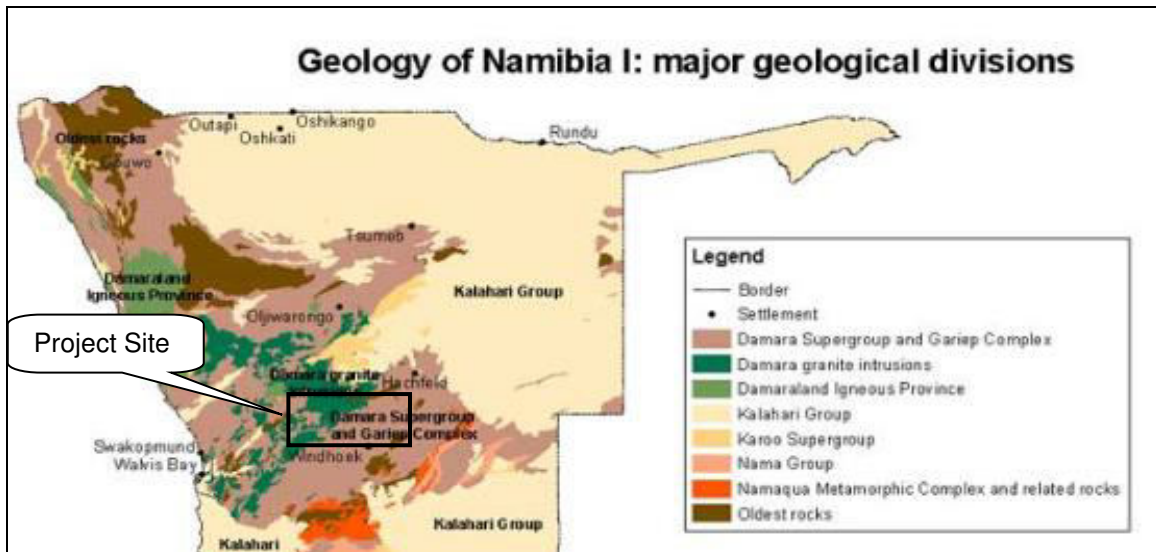 Geology of Namibia I: major geological divisions
Oshikango
Outapi
Oshkati
Rundu
Oldest rocks
Opuwo
Tsumeb
Damaraland
Igneous Province
Kalahari Group
Otjiwarongo
Project Site
Damara granite
Hochfeld
Damara Supergroup
and Gariep Complex
Swakopmund
Walvis Bay
Windhoek
Kalahari Group
Kalahari
Legend
Border
Settlement
Damara Supergroup and Gariep Complex
Damara granite intrusions
Damaraland Igneous Province
Kalahari Group
Karoo Supergroup
Nama Group
Namaqua Metamorphic Complex and related rocks
Oldest rocks